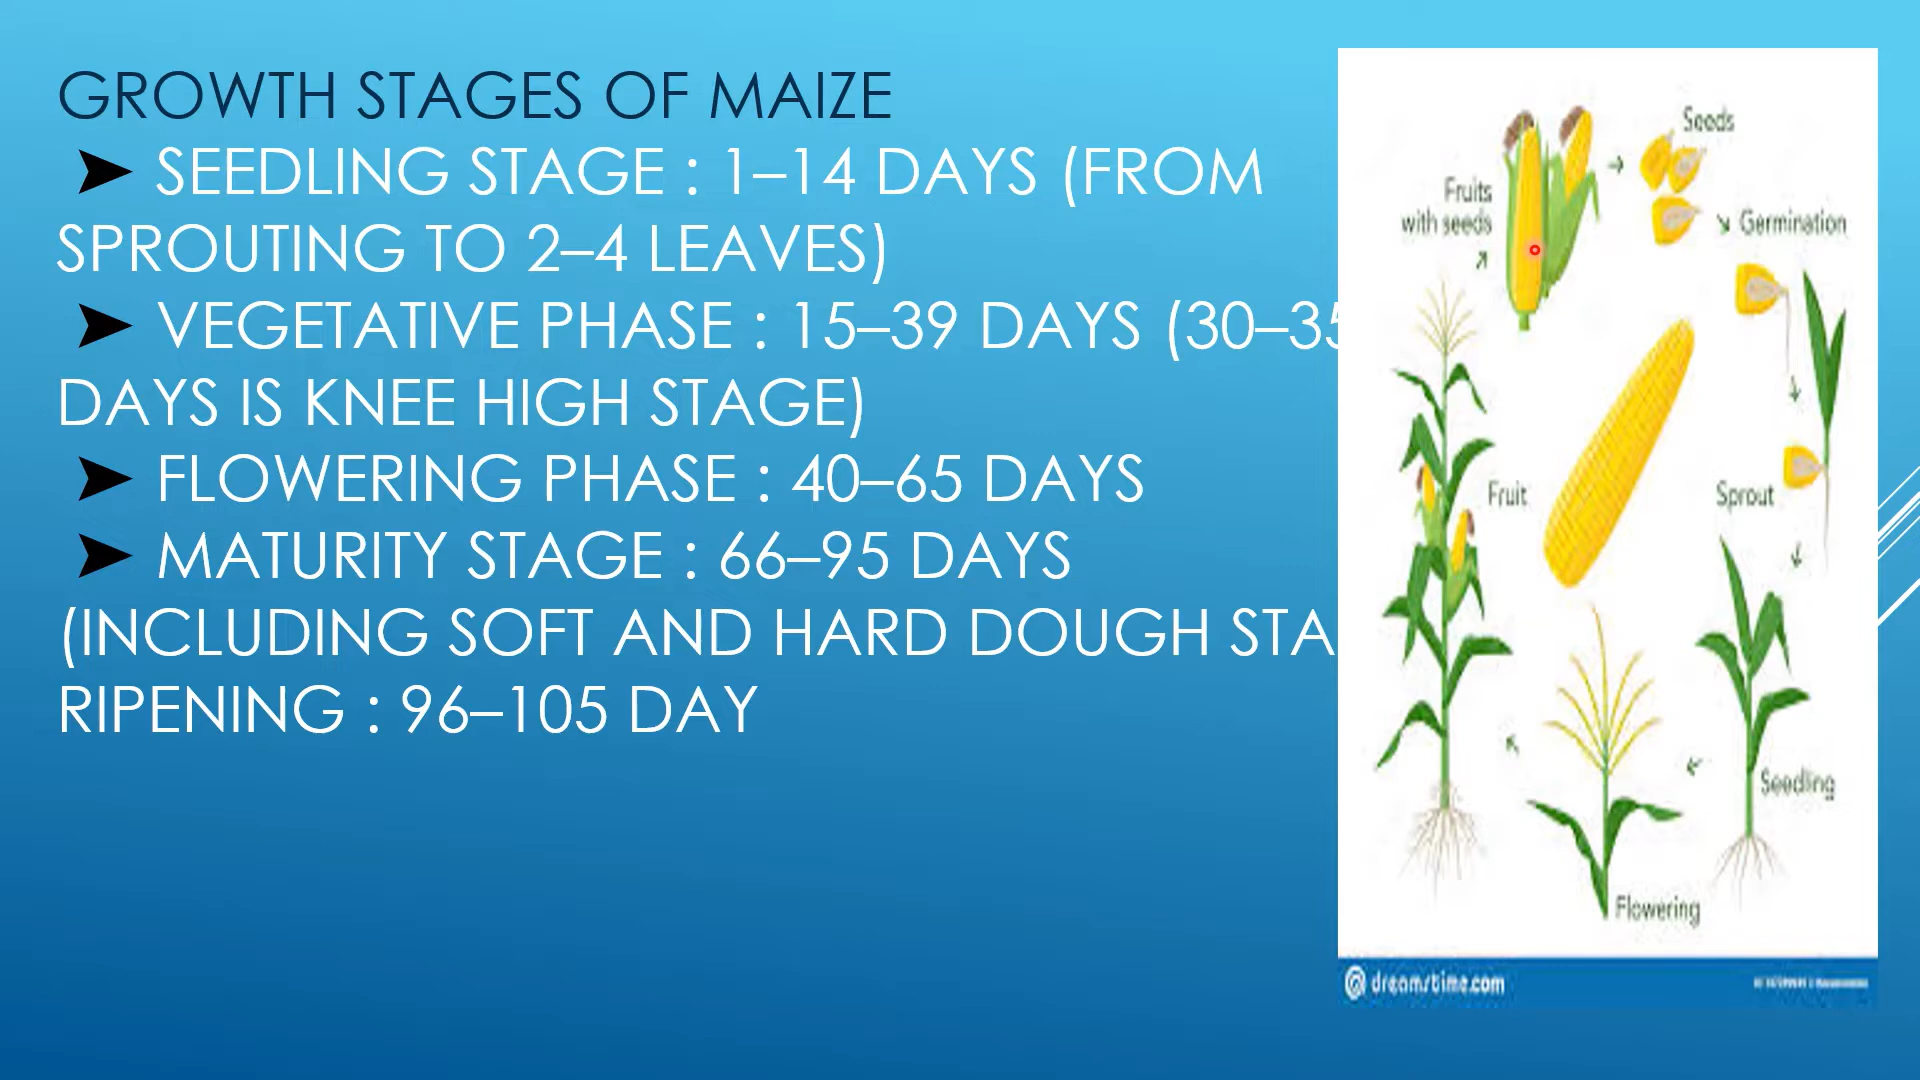 GROWTH STAGES OF MAIZE
➤ SEEDLING STAGE : 1–14 DAYS (FROM
SPROUTING TO 2–4 LEAVES)
➤ VEGETATIVE PHASE : 15–39 DAYS (30–35
DAYS IS KNEE HIGH STAGE)
➤ FLOWERING PHASE : 40–65 DAYS
➤ MATURITY STAGE : 66–95 DAYS
(INCLUDING SOFT AND HARD DOUGH STA
RIPENING : 96–105 DAY
Seeds
Fruits
with seeds
Germination
Fruit
Sprout
Seedling
Flowering
dreamstime.com